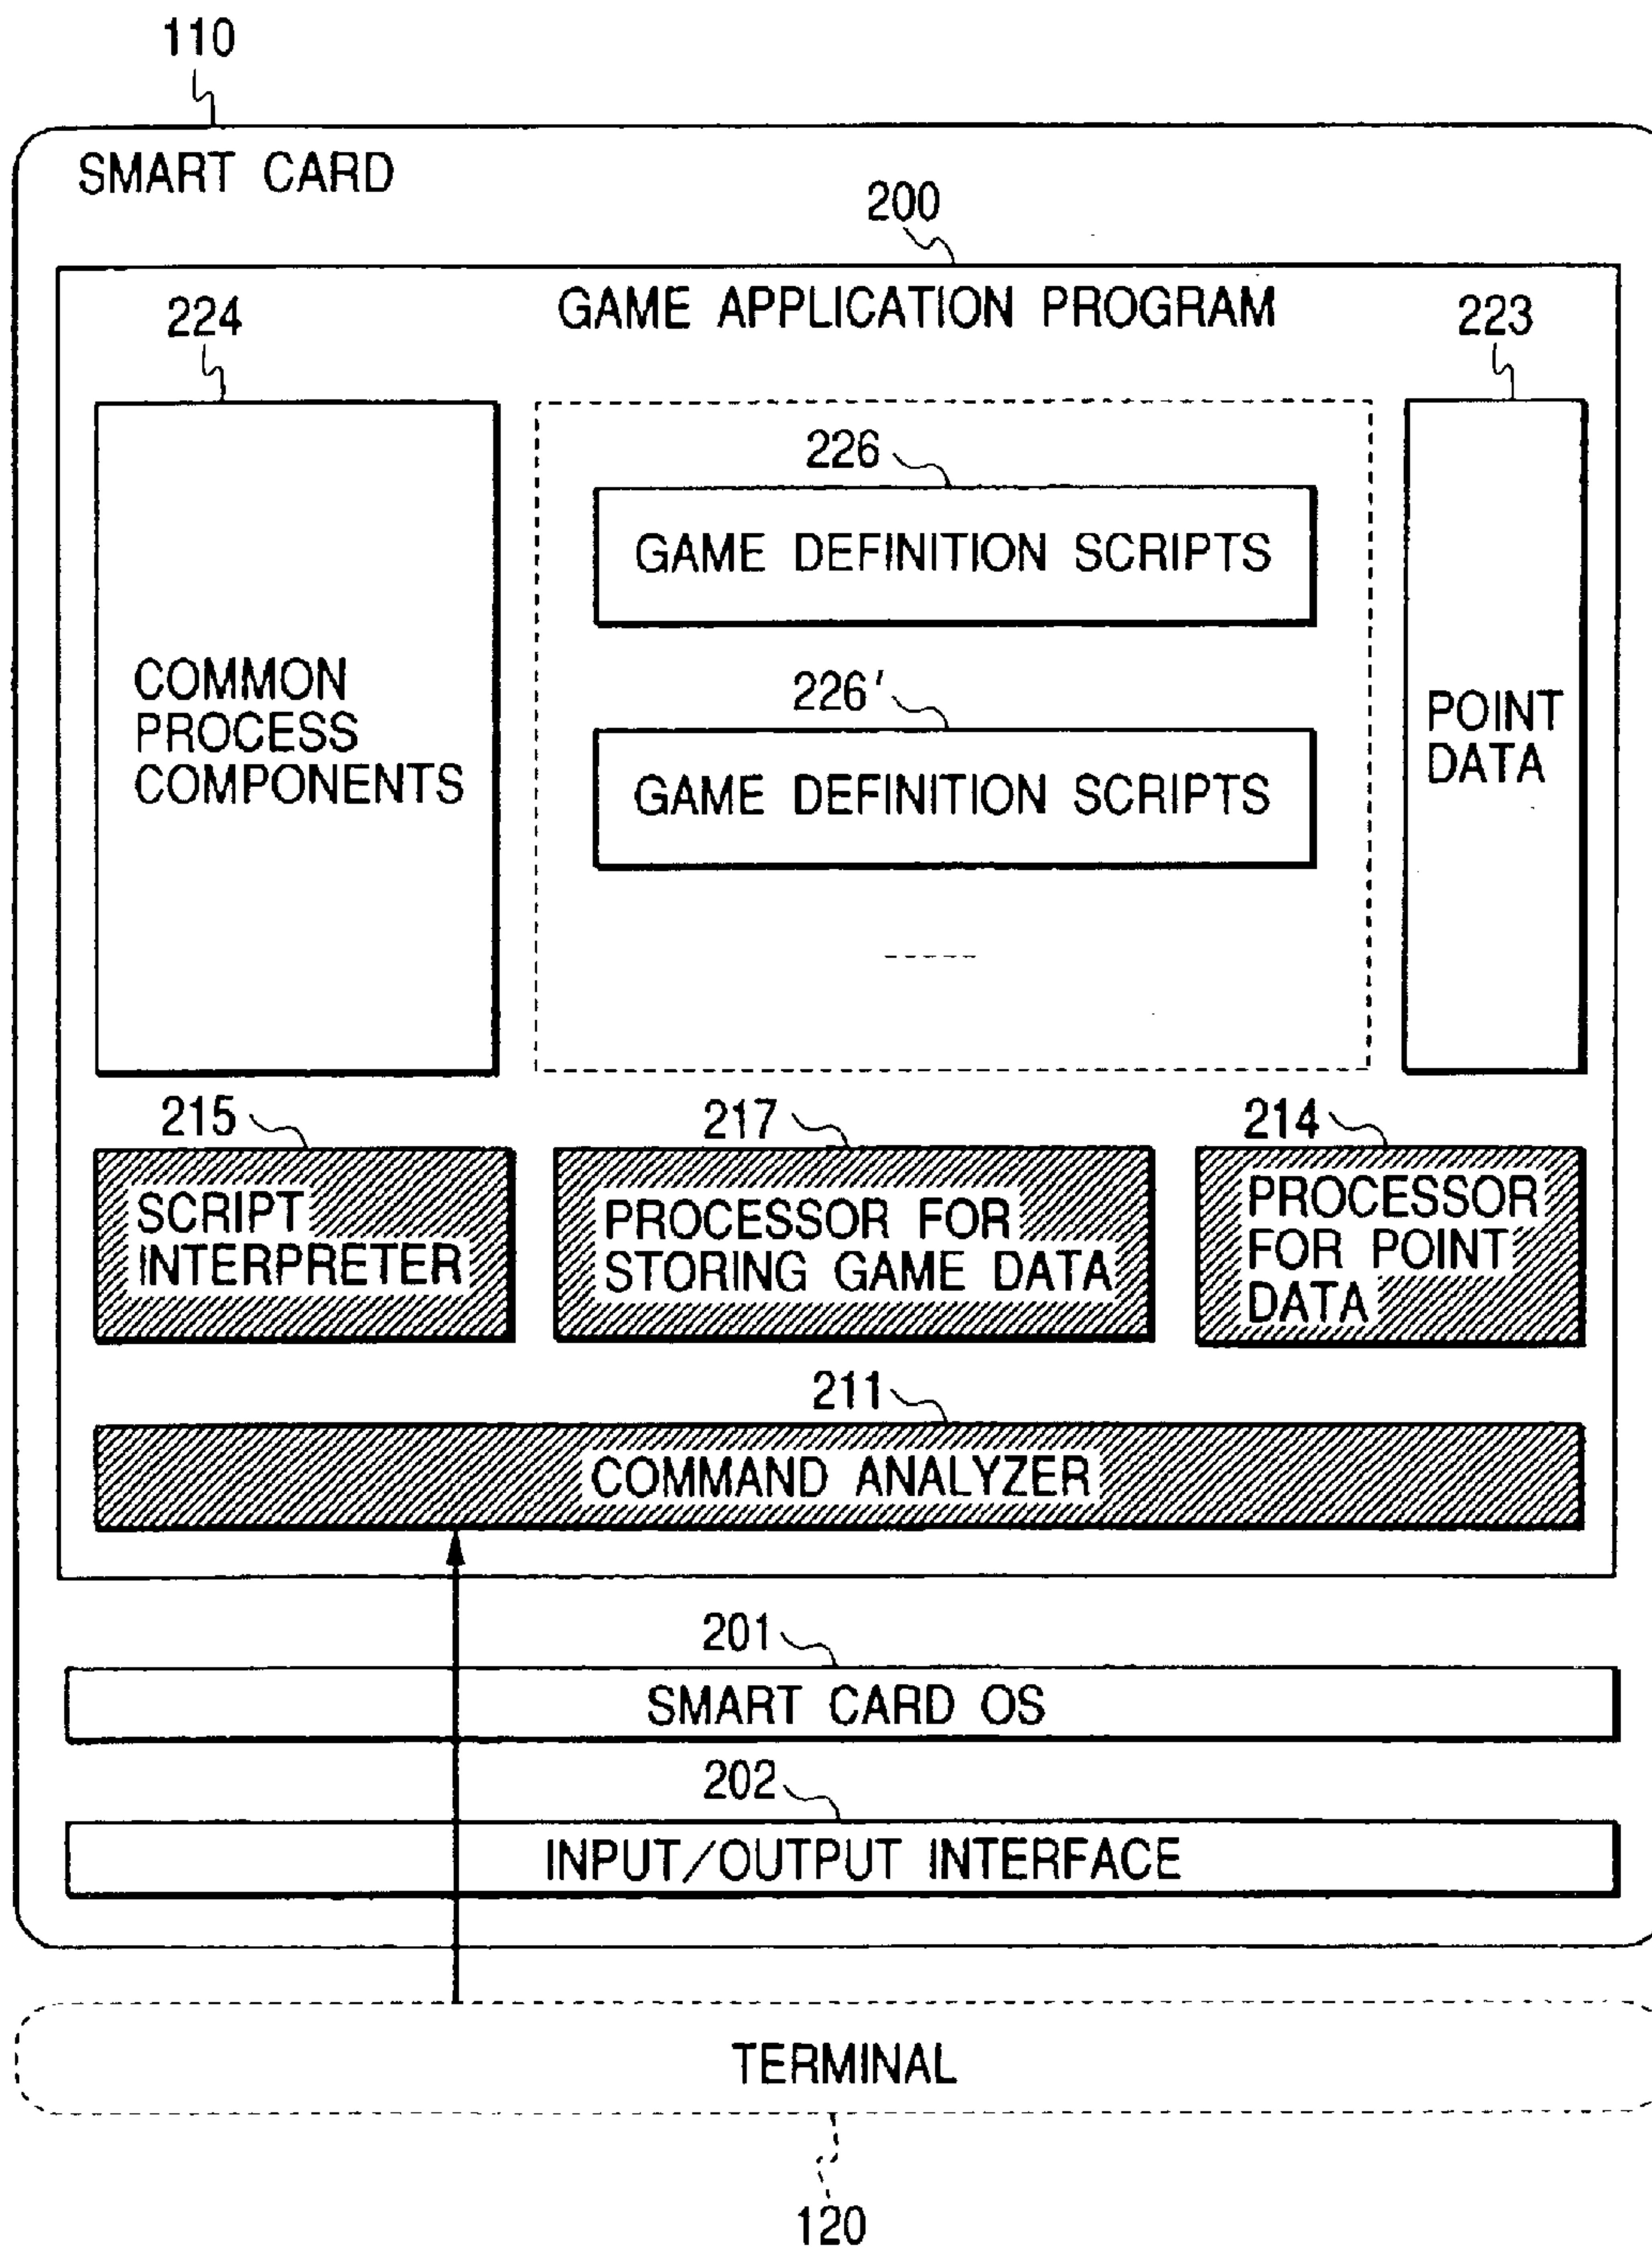 110
SMART CARD
200
GAME APPLICATION PROGRAM
224
223
226
GAME DEFINITION SCRIPTS
226'
GAME DEFINITION SCRIPTS
COMMON
PROCESS
COMPONENTS
POINT
DATA
215
217
214
SCRIPT
INTERPRETER
PROCESSOR FOR
STORING GAME DATA
PROCESSOR
FOR POINT
DATA
211
COMMAND ANALYZER
201
SMART CARD OS
202
INPUT/OUTPUT INTERFACE
TERMINAL
120